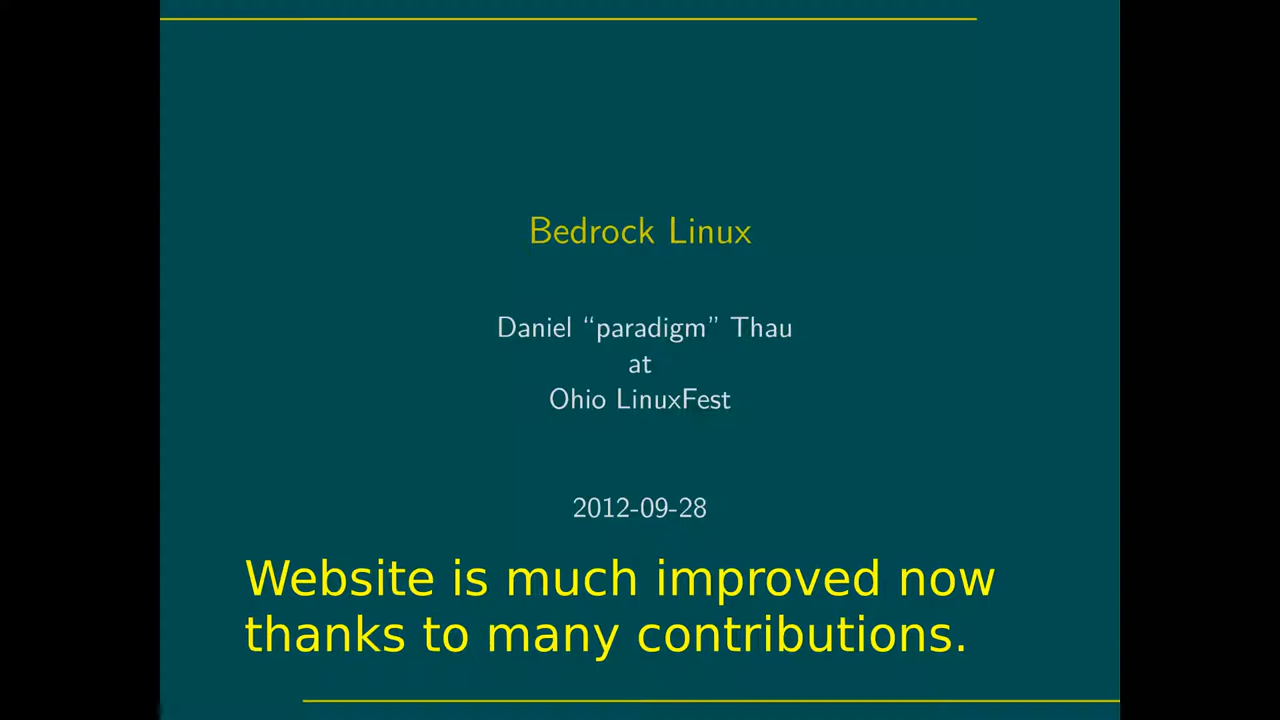 Bedrock Linux
Daniel “paradigm” Thau
at
Ohio LinuxFest
2012-09-28
Website is much improved now
thanks to many contributions.